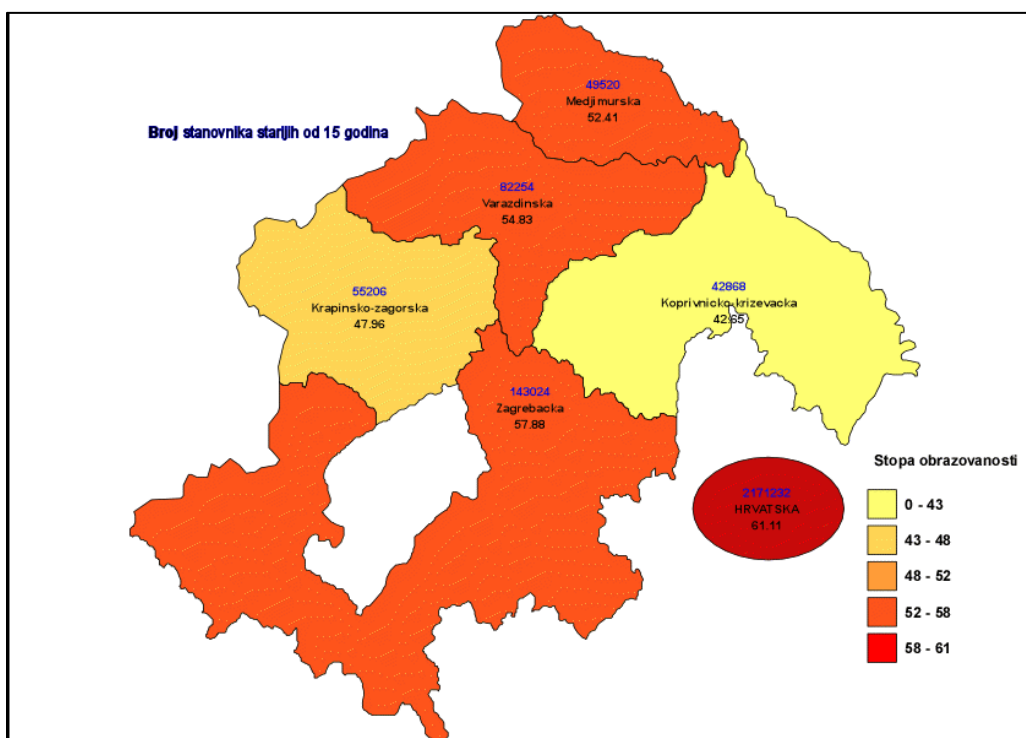 49520
Medjimurska
52.41
Broj stanovnika starijih od 15 godina
82254
Varazdinska
54.83
55206
Krapinsko-zagorska
47.96
42868
Koprivnicko-krizevacka
42.65
143024
Zagrebacka
57.88
2171232
HRVATSKA
61.11
Stopa obrazovanosti
0 - 43
43 - 48
48 - 52
52 - 58
58 - 61